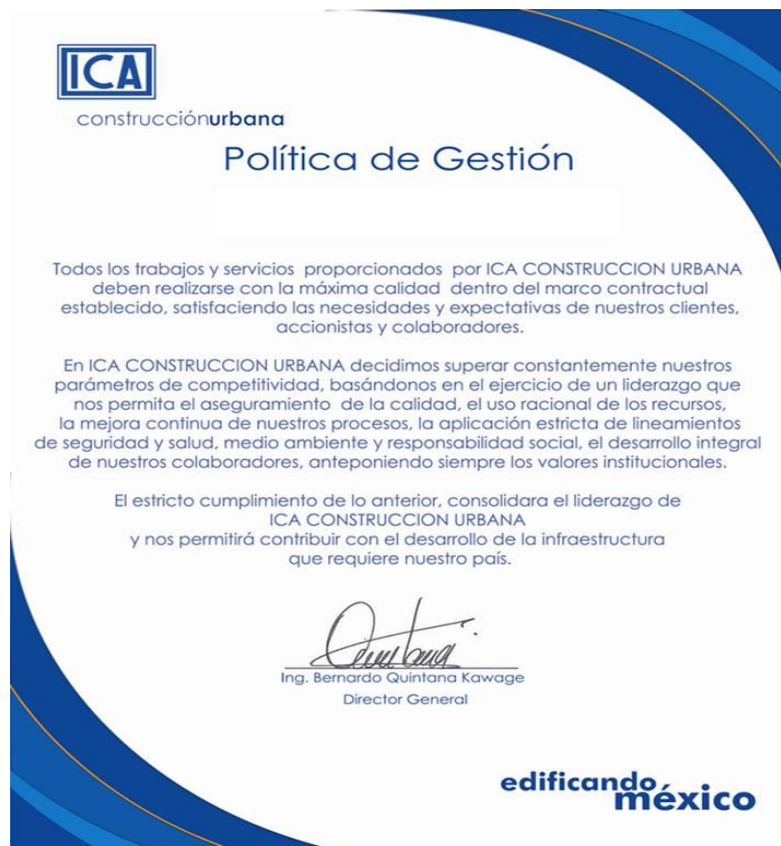 ICA
construcciónurbana
Política de Gestión
Todos los trabajos y servicios proporcionados por ICA CONSTRUCCION URBANA
deben realizarse con la máxima calidad dentro del marco contractual
establecido, satisfaciendo las necesidades y expectativas de nuestros clientes,
accionistas y colaboradores.
En ICA CONSTRUCCION URBANA decidimos superar constantemente nuestros
parámetros de competitividad, basándonos en el ejercicio de un liderazgo que
nos permita el aseguramiento de la calidad, el uso racional de los recursos,
la mejora continua de nuestros procesos, la aplicación estricta de lineamientos
de seguridad y salud, medio ambiente y responsabilidad social, el desarrollo integral
de nuestros colaboradores, anteponiendo siempre los valores institucionales.
El estricto cumplimiento de lo anterior, consolidara el liderazgo de
ICA CONSTRUCCION URBANA
y nos permitirá contribuir con el desarrollo de la infraestructura
que requiere nuestro país.
Quintana
Ing. Bernardo Quintana Kawage
Director General
edificando
méxico